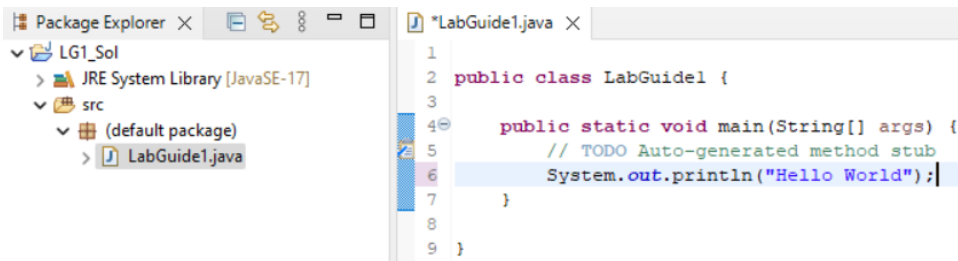 Package Explorer
LG1_Sol
JRE System Library [JavaSE-17]
src
(default package)
LabGuide1.java
*LabGuide1.java
1
2 public class LabGuide1 {
3
4 public static void main(String[] args) {
5 // TODO Auto-generated method stub
6 System.out.println("Hello World");
7 }
8
9 }